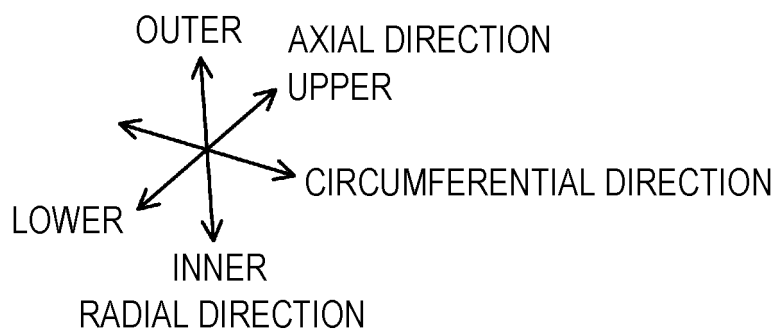 OUTER
AXIAL DIRECTION
UPPER
CIRCUMFERENTIAL DIRECTION
LOWER
INNER
RADIAL DIRECTION